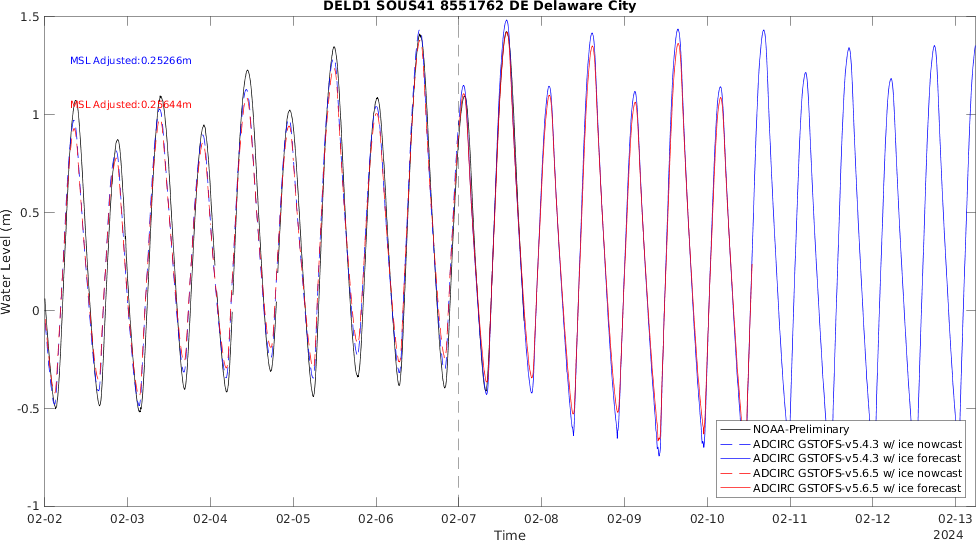 DELD1 SOUS41 8551762 DE Delaware City
1.5
MSL Adjusted:0.25266m
MSL Adjusted:0.25644m
1
0.5
0
-0.5
-1
Water Level (m)
NOAA-Preliminary
ADCIRC GSTOFS-v5.4.3 w/ ice nowcast
ADCIRC GSTOFS-v5.4.3 w/ ice forecast
ADCIRC GSTOFS-v5.6.5 w/ ice nowcast
ADCIRC GSTOFS-v5.6.5 w/ ice forecast
02-02 02-03 02-04 02-05 02-06 02-07 02-08 02-09 02-10 02-11 02-12 02-13
Time
2024